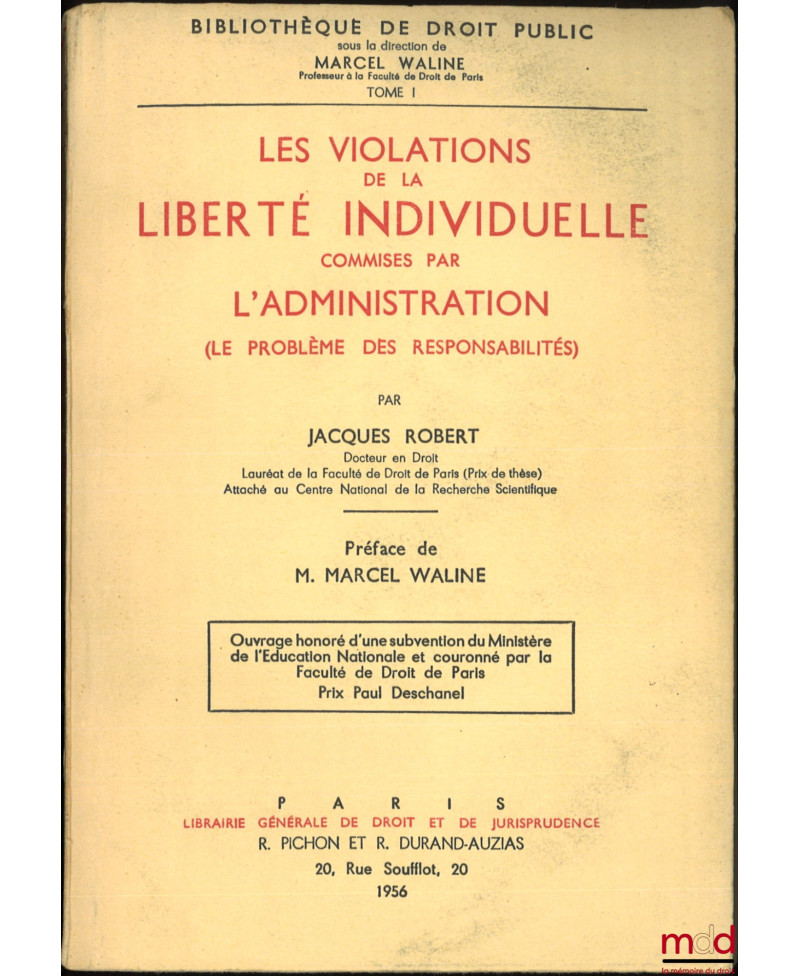 BIBLIOTHÈQUE DE DROIT PUBLIC
sous la direction de
MARCEL WALINE
Professeur à la Faculté de Droit de Paris
TOME I
LES VIOLATIONS
DE LA
LIBERTÉ INDIVIDUELLE
COMMISES PAR
L'ADMINISTRATION
(LE PROBLÈME DES RESPONSABILITÉS)
PAR
JACQUES ROBERT
Docteur en Droit
Lauréat de la Faculté de Droit de Paris (Prix de thèse)
Attaché au Centre National de la Recherche Scientifique
Préface de
M. MARCEL WALINE
Ouvrage honoré d'une subvention du Ministère
de l'Education Nationale et couronné par la
Faculté de Droit de Paris
Prix Paul Deschanel
PARIS
LIBRAIRIE GÉNÉRALE DE DROIT ET DE JURISPRUDENCE
R. PICHON ET R. DURAND-AUZIAS
20, Rue Soufflot, 20
1956
mdd
la mémoire du droit